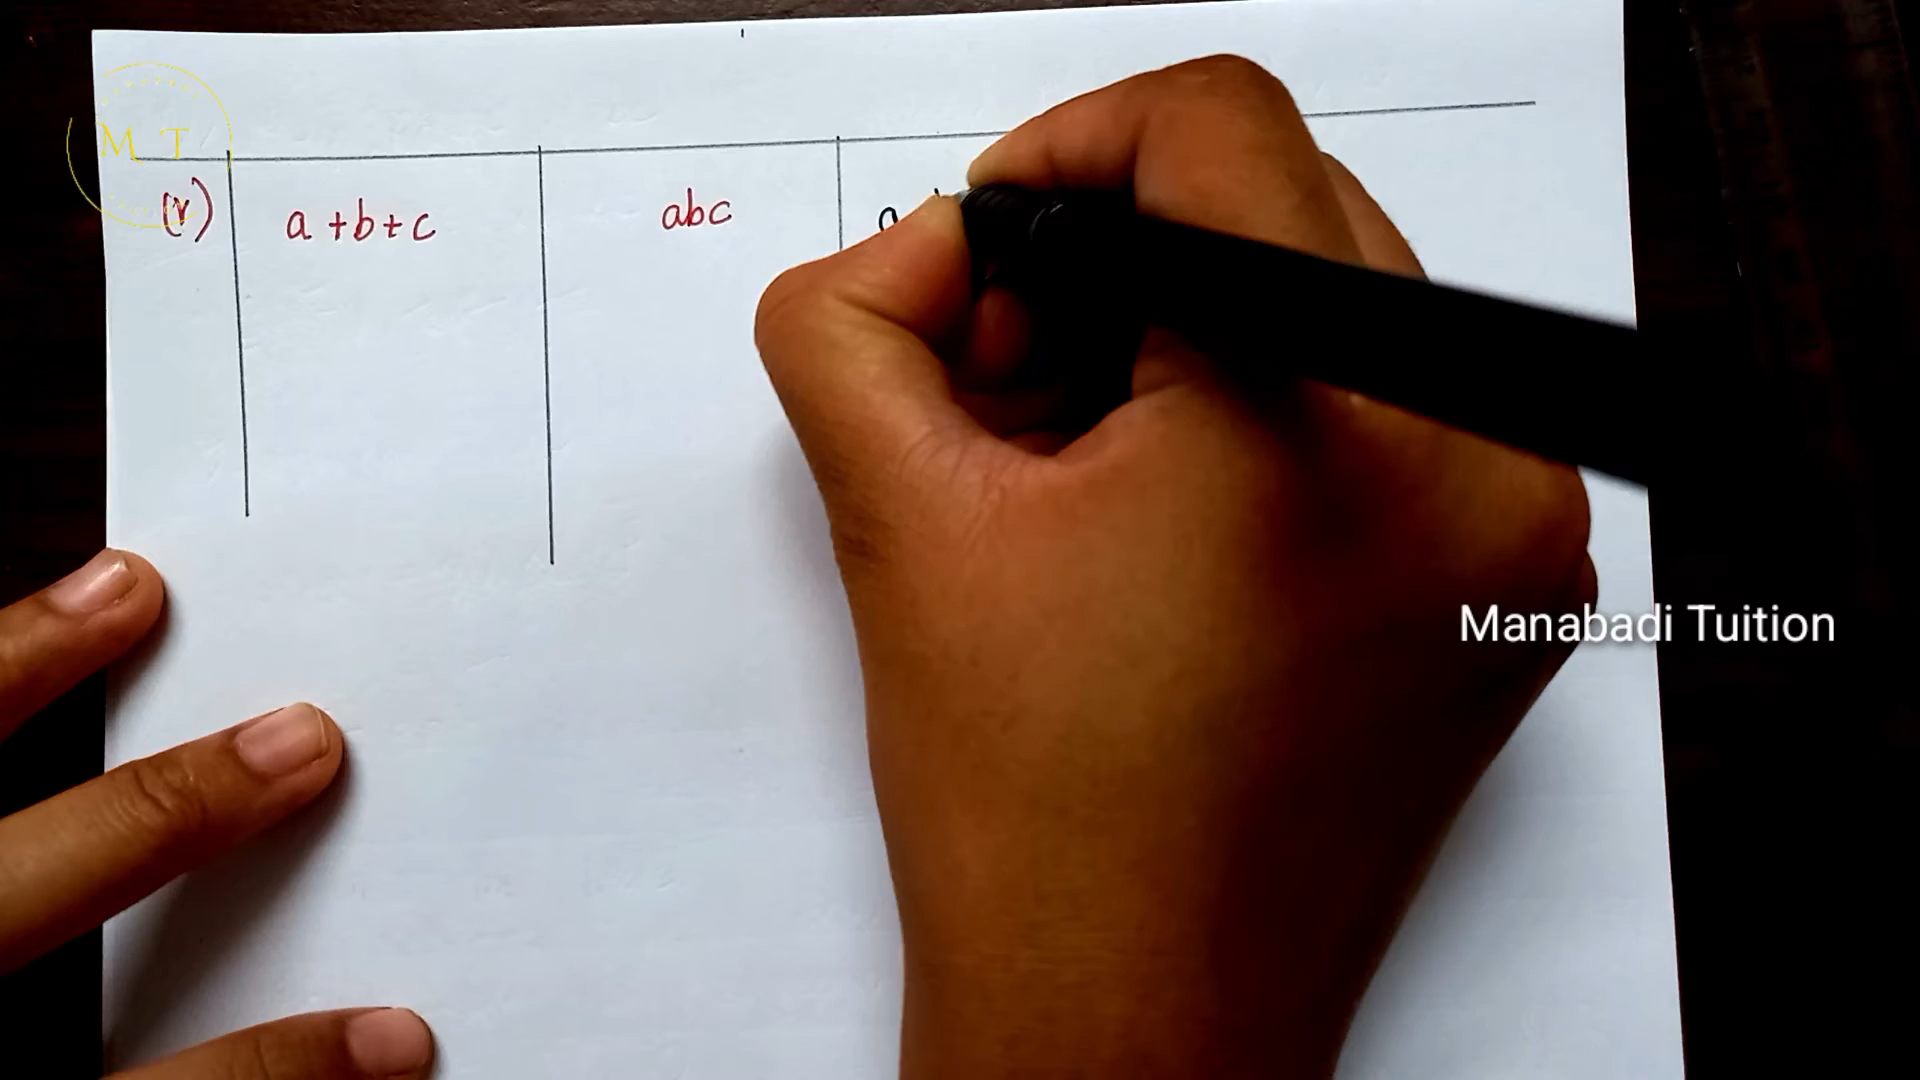 M T
(v) a + b + c abc a
Manabadi Tuition